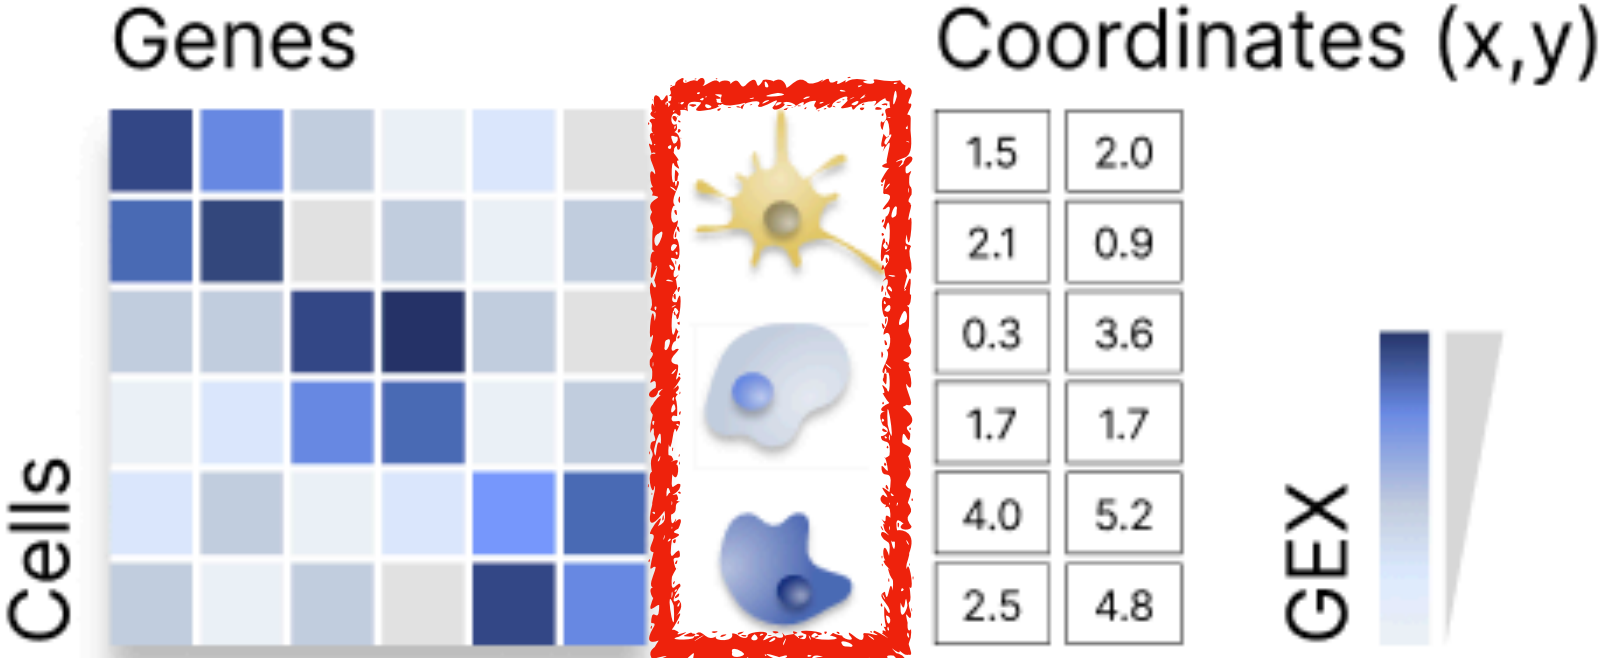 Genes
Coordinates (x,y)
Cells
1.5 2.0
2.1 0.9
0.3 3.6
1.7 1.7
4.0 5.2
2.5 4.8
GEX